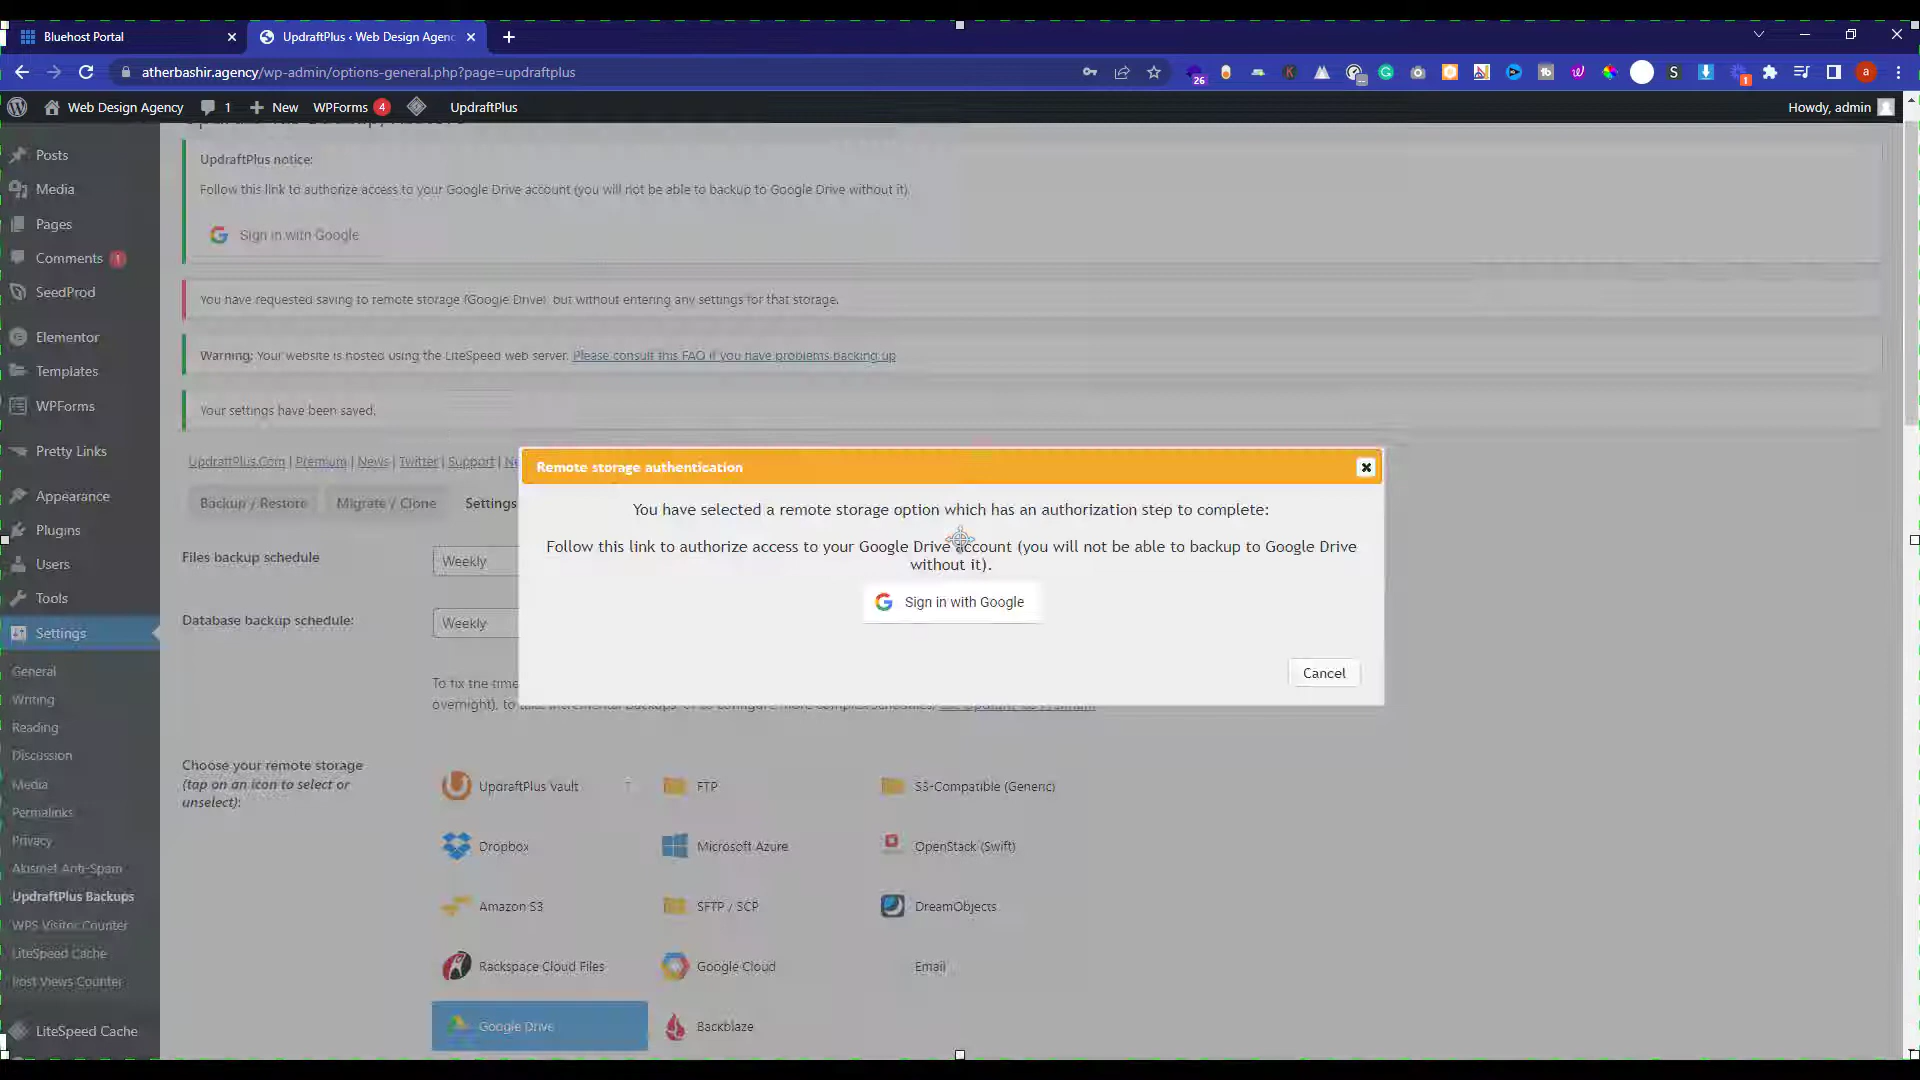 Bluehost Portal
UpdraftPlus ‹ Web Design Agenc
atherbashir.agency/wp-admin/options-general.php?page=updraftplus
26
1
S
a
Web Design Agency
1
New
WPForms 4
UpdraftPlus
Howdy, admin
Posts
Media
Pages
Comments 1
SeedProd
Elementor
Templates
WPForms
Pretty Links
Appearance
Plugins
Users
Tools
Settings
General
Writing
Reading
Discussion
Media
Permalinks
Privacy
Akismet Anti-Spam
UpdraftPlus Backups
WPS Visitor Counter
LiteSpeed Cache
Post Views Counter
LiteSpeed Cache
UpdraftPlus notice:
Follow this link to authorize access to your Google Drive account (you will not be able to backup to Google Drive without it).
Sign in with Google
You have requested saving to remote storage (Google Drive), but without entering any settings for that storage.
Warning: Your website is hosted using the LiteSpeed web server. Please consult this FAQ if you have problems backing up
Your settings have been saved.
UpdraftPlus.Com | Premium | News | Twitter | Support | Ne
Backup / Restore
Migrate / Clone
Settings
Files backup schedule
Weekly
Database backup schedule:
Weekly
To fix the time
overnight), to
Remote storage authentication
You have selected a remote storage option which has an authorization step to complete:
Follow this link to authorize access to your Google Drive account (you will not be able to backup to Google Drive
without it).
Sign in with Google
Cancel
Choose your remote storage
(tap on an icon to select or
unselect):
UpdraftPlus Vault
FTP
S3-Compatible (Generic)
Dropbox
Microsoft Azure
OpenStack (Swift)
Amazon S3
SFTP / SCP
DreamObjects
Rackspace Cloud Files
Google Cloud
Email
Google Drive
Backblaze